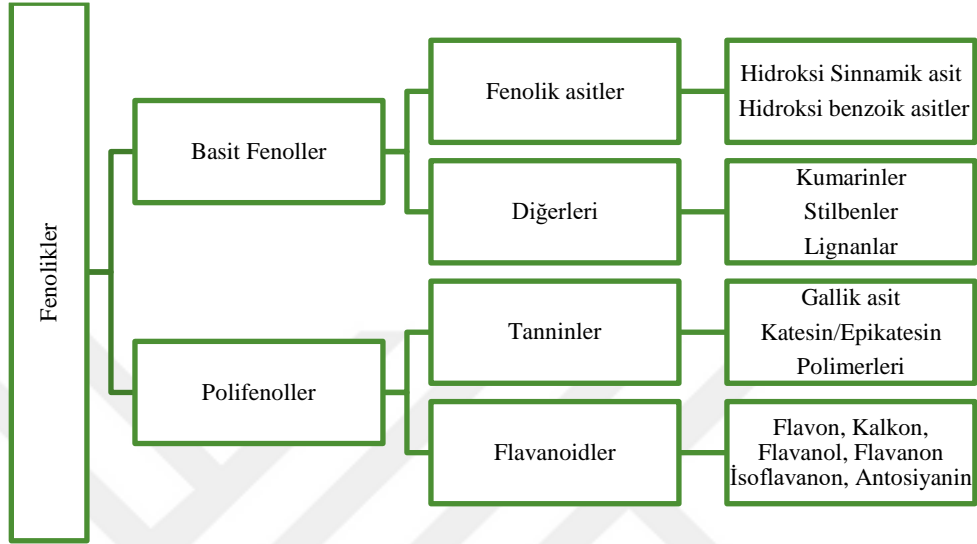 Fenolikler
Basit Fenoller
Fenolik asitler
Hidroksi Sinnamik asit
Hidroksi benzoik asitler
Diğerleri
Kumarinler
Stilbenler
Lignanlar
Polifenoller
Tanninler
Gallik asit
Katesin/Epikatesin
Polimerleri
Flavanoidler
Flavon, Kalkon,
Flavanol, Flavanon
İsoflavanon, Antosiyanin